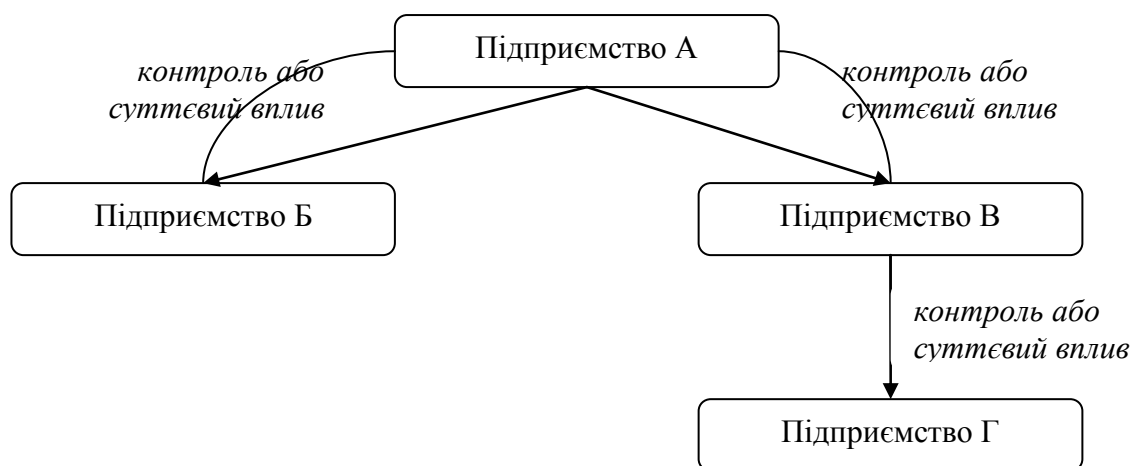 Підприємство А
контроль або
суттєвий вплив
контроль або
суттєвий вплив
Підприємство Б
Підприємство В
контроль або
суттєвий вплив
Підприємство Г